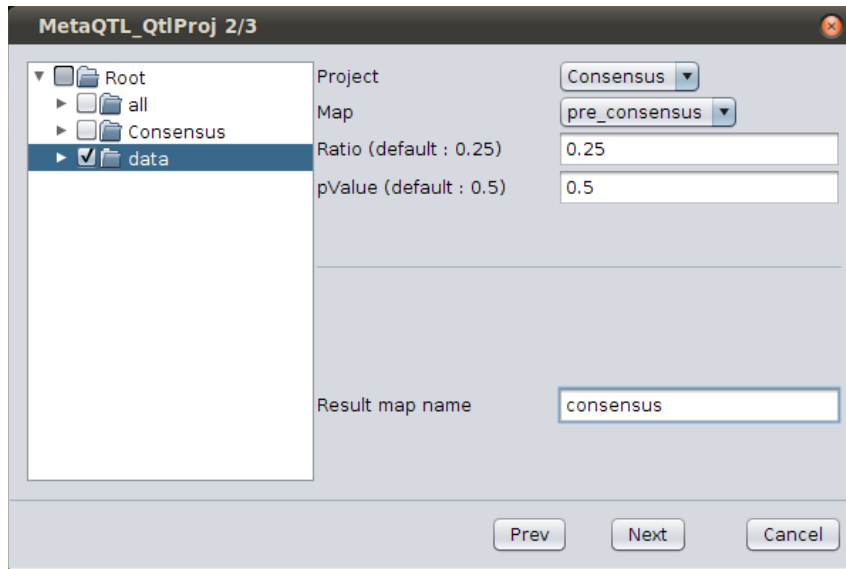 MetaQTL_QtlProj 2/3
Root
all
Consensus
data
Project
Consensus
Map
pre_consensus
Ratio (default : 0.25)
0.25
pValue (default : 0.5)
0.5
Result map name
consensus
Prev
Next
Cancel